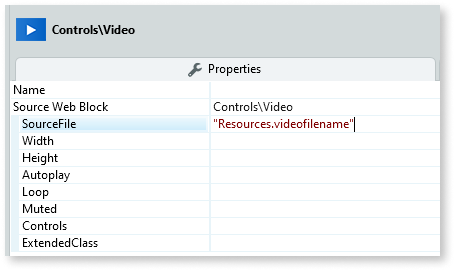 Controls\Video
Properties
Name
Source Web Block Controls\Video
SourceFile "Resources.videofilename"
Width
Height
Autoplay
Loop
Muted
Controls
ExtendedClass